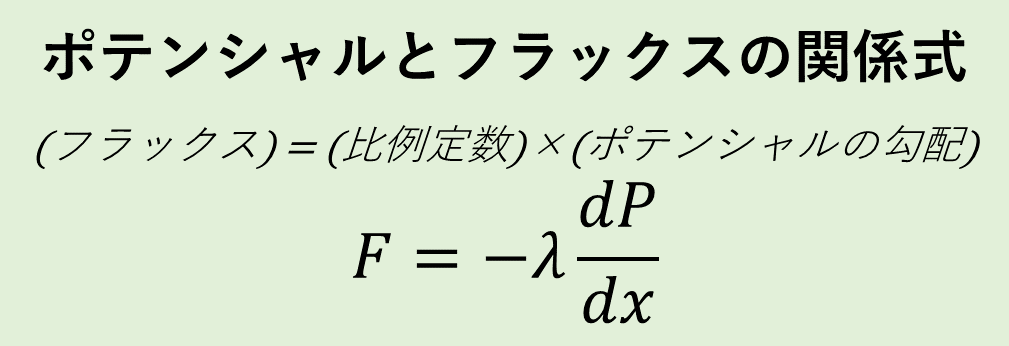 ポテンシャルとフラックスの関係式
(フラックス)=(比例定数)×(ポテンシャルの勾配)
F = −λ dP/dx